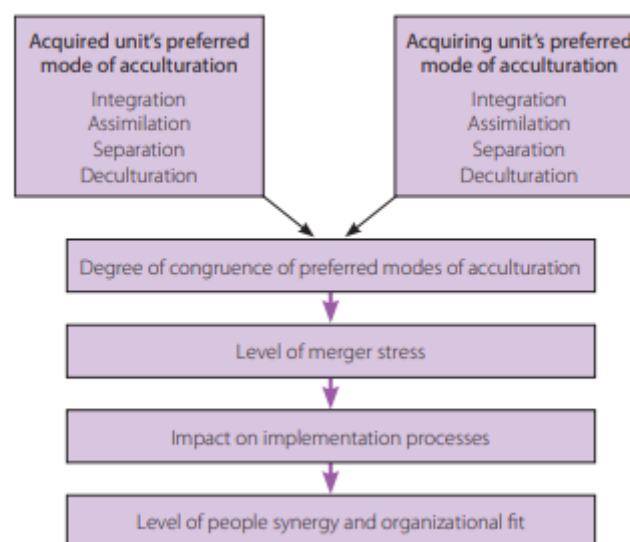 Acquired unit's preferred
mode of acculturation
Integration
Assimilation
Separation
Deculturation
Acquiring unit's preferred
mode of acculturation
Integration
Assimilation
Separation
Deculturation
Degree of congruence of preferred modes of acculturation
Level of merger stress
Impact on implementation processes
Level of people synergy and organizational fit